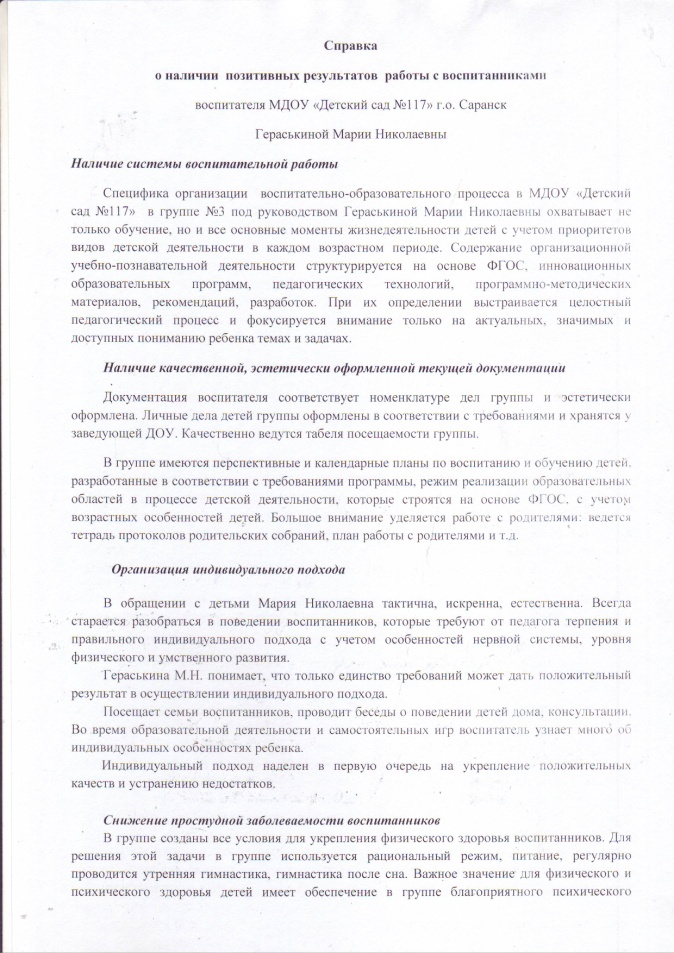 Справка
о наличии позитивных результатов работы с воспитанниками
воспитателя МДОУ «Детский сад №117» г.о. Саранск
Гераськиной Марии Николаевны
Наличие системы воспитательной работы
Специфика организации воспитательно-образовательного процесса в МДОУ «Детский
сад №117» в группе №3 под руководством Гераськиной Марии Николаевны охватывает не
только обучение, но и все основные моменты жизнедеятельности детей с учетом приоритетов
видов детской деятельности в каждом возрастном периоде. Содержание организационной
учебно-познавательной деятельности структурируется на основе ФГОС, инновационных
образовательных программ, педагогических технологий, программно-методических
материалов, рекомендаций, разработок. При их определении выстраивается целостный
педагогический процесс и фокусируется внимание только на актуальных, значимых и
доступных пониманию ребенка темах и задачах.
Наличие качественной, эстетически оформленной текущей документации
Документация воспитателя соответствует номенклатуре дел группы и эстетически
оформлена. Личные дела детей группы оформлены в соответствии с требованиями и хранятся у
заведующей ДОУ. Качественно ведутся табеля посещаемости группы.
В группе имеются перспективные и календарные планы по воспитанию и обучению детей,
разработанные в соответствии с требованиями программы, режим реализации образовательных
областей в процессе детской деятельности, которые строятся на основе ФГОС, с учетом
возрастных особенностей детей. Большое внимание уделяется работе с родителями: ведется
тетрадь протоколов родительских собраний, план работы с родителями и т.д.
Организация индивидуального подхода
В обращении с детьми Мария Николаевна тактична, искренна, естественна. Всегда
старается разобраться в поведении воспитанников, которые требуют от педагога терпения и
правильного индивидуального подхода с учетом особенностей нервной системы, уровня
физического и умственного развития.
Гераськина М.Н. понимает, что только единство требований может дать положительный
результат в осуществлении индивидуального подхода.
Посещает семьи воспитанников, проводит беседы о поведении детей дома, консультации.
Во время образовательной деятельности и самостоятельных игр воспитатель узнает много об
индивидуальных особенностях ребенка.
Индивидуальный подход наделен в первую очередь на укрепление положительных
качеств и устранению недостатков.
Снижение простудной заболеваемости воспитанников
В группе созданы все условия для укрепления физического здоровья воспитанников. Для
решения этой задачи в группе используется рациональный режим, питание, регулярно
проводится утренняя гимнастика, гимнастика после сна. Важное значение для физического и
психического здоровья детей имеет обеспечение в группе благоприятного психического